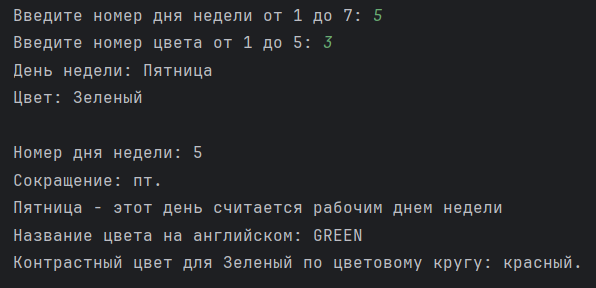 Введите номер дня недели от 1 до 7: 5
Введите номер цвета от 1 до 5: 3
День недели: Пятница
Цвет: Зеленый
Номер дня недели: 5
Сокращение: пт.
Пятница - этот день считается рабочим днем недели
Название цвета на английском: GREEN
Контрастный цвет для Зеленый по цветовому кругу: красный.